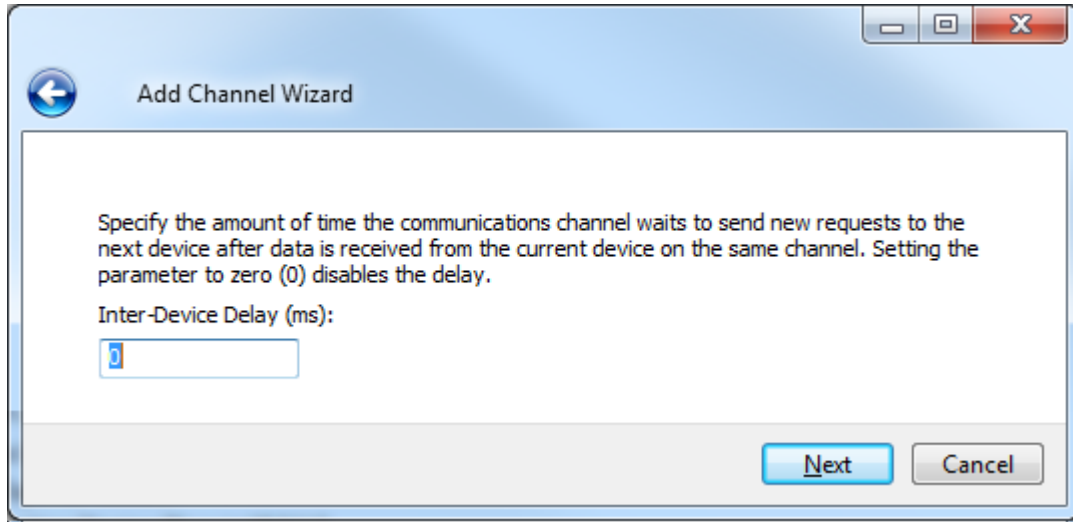 Add Channel Wizard
Specify the amount of time the communications channel waits to send new requests to the
next device after data is received from the current device on the same channel. Setting the
parameter to zero (0) disables the delay.
Inter-Device Delay (ms):
0
Next Cancel